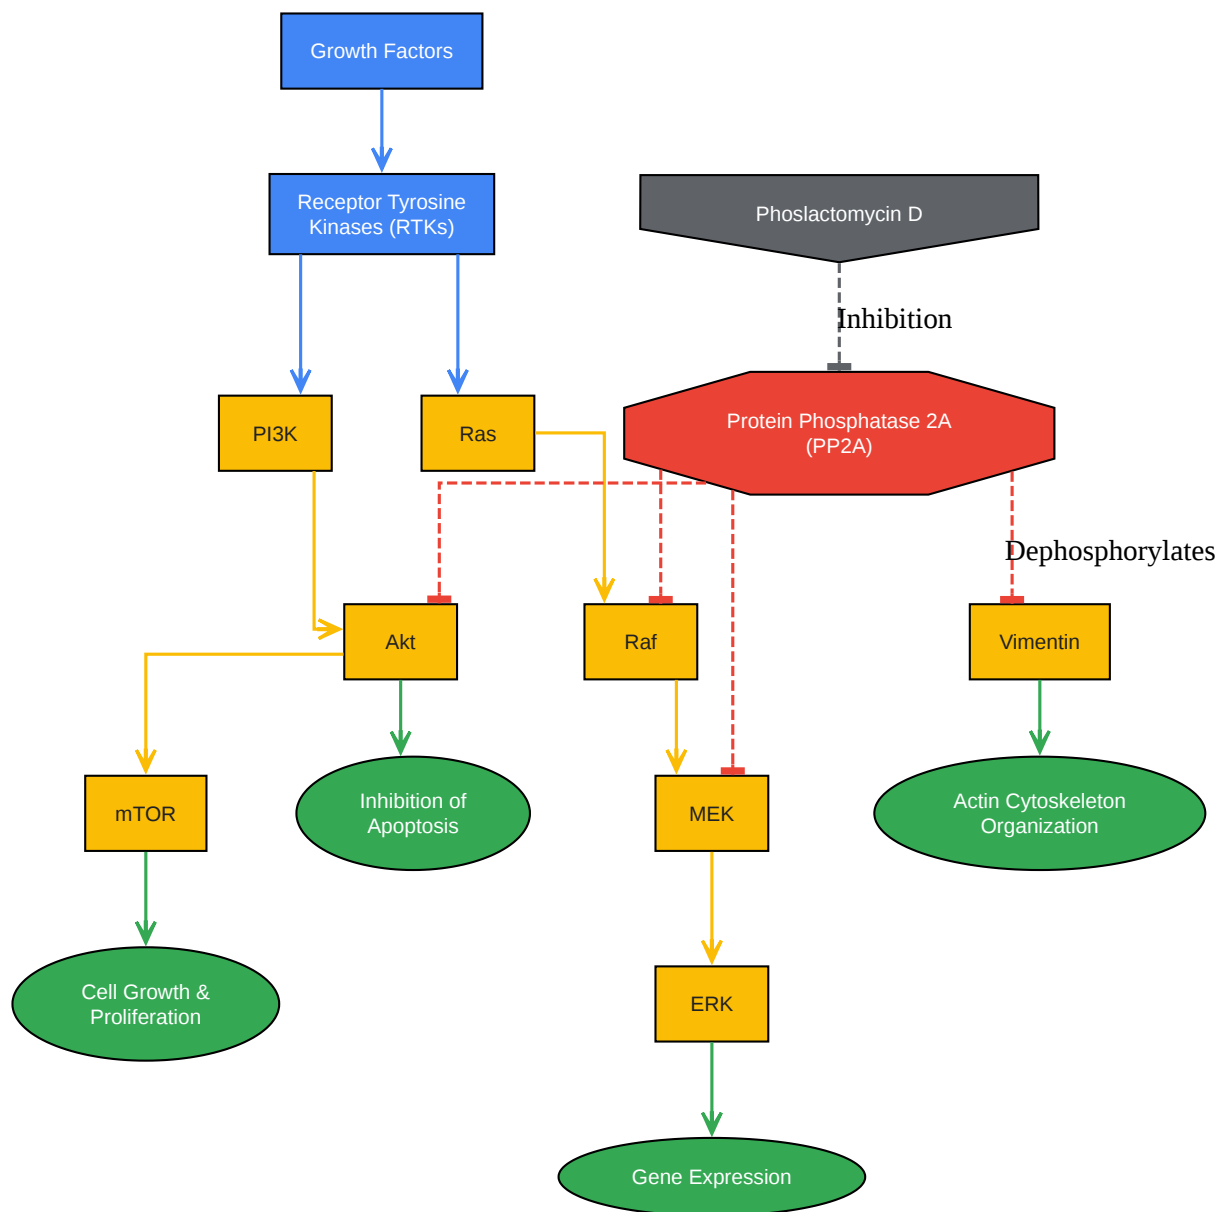 Growth Factors
Receptor Tyrosine
Kinases (RTKs)
Phoslactomycin D
Inhibition
PI3K
Ras
Protein Phosphatase 2A
(PP2A)
Dephosphorylates
Akt
Raf
Vimentin
mTOR
Inhibition of
Apoptosis
MEK
Actin Cytoskeleton
Organization
Cell Growth &
Proliferation
ERK
Gene Expression